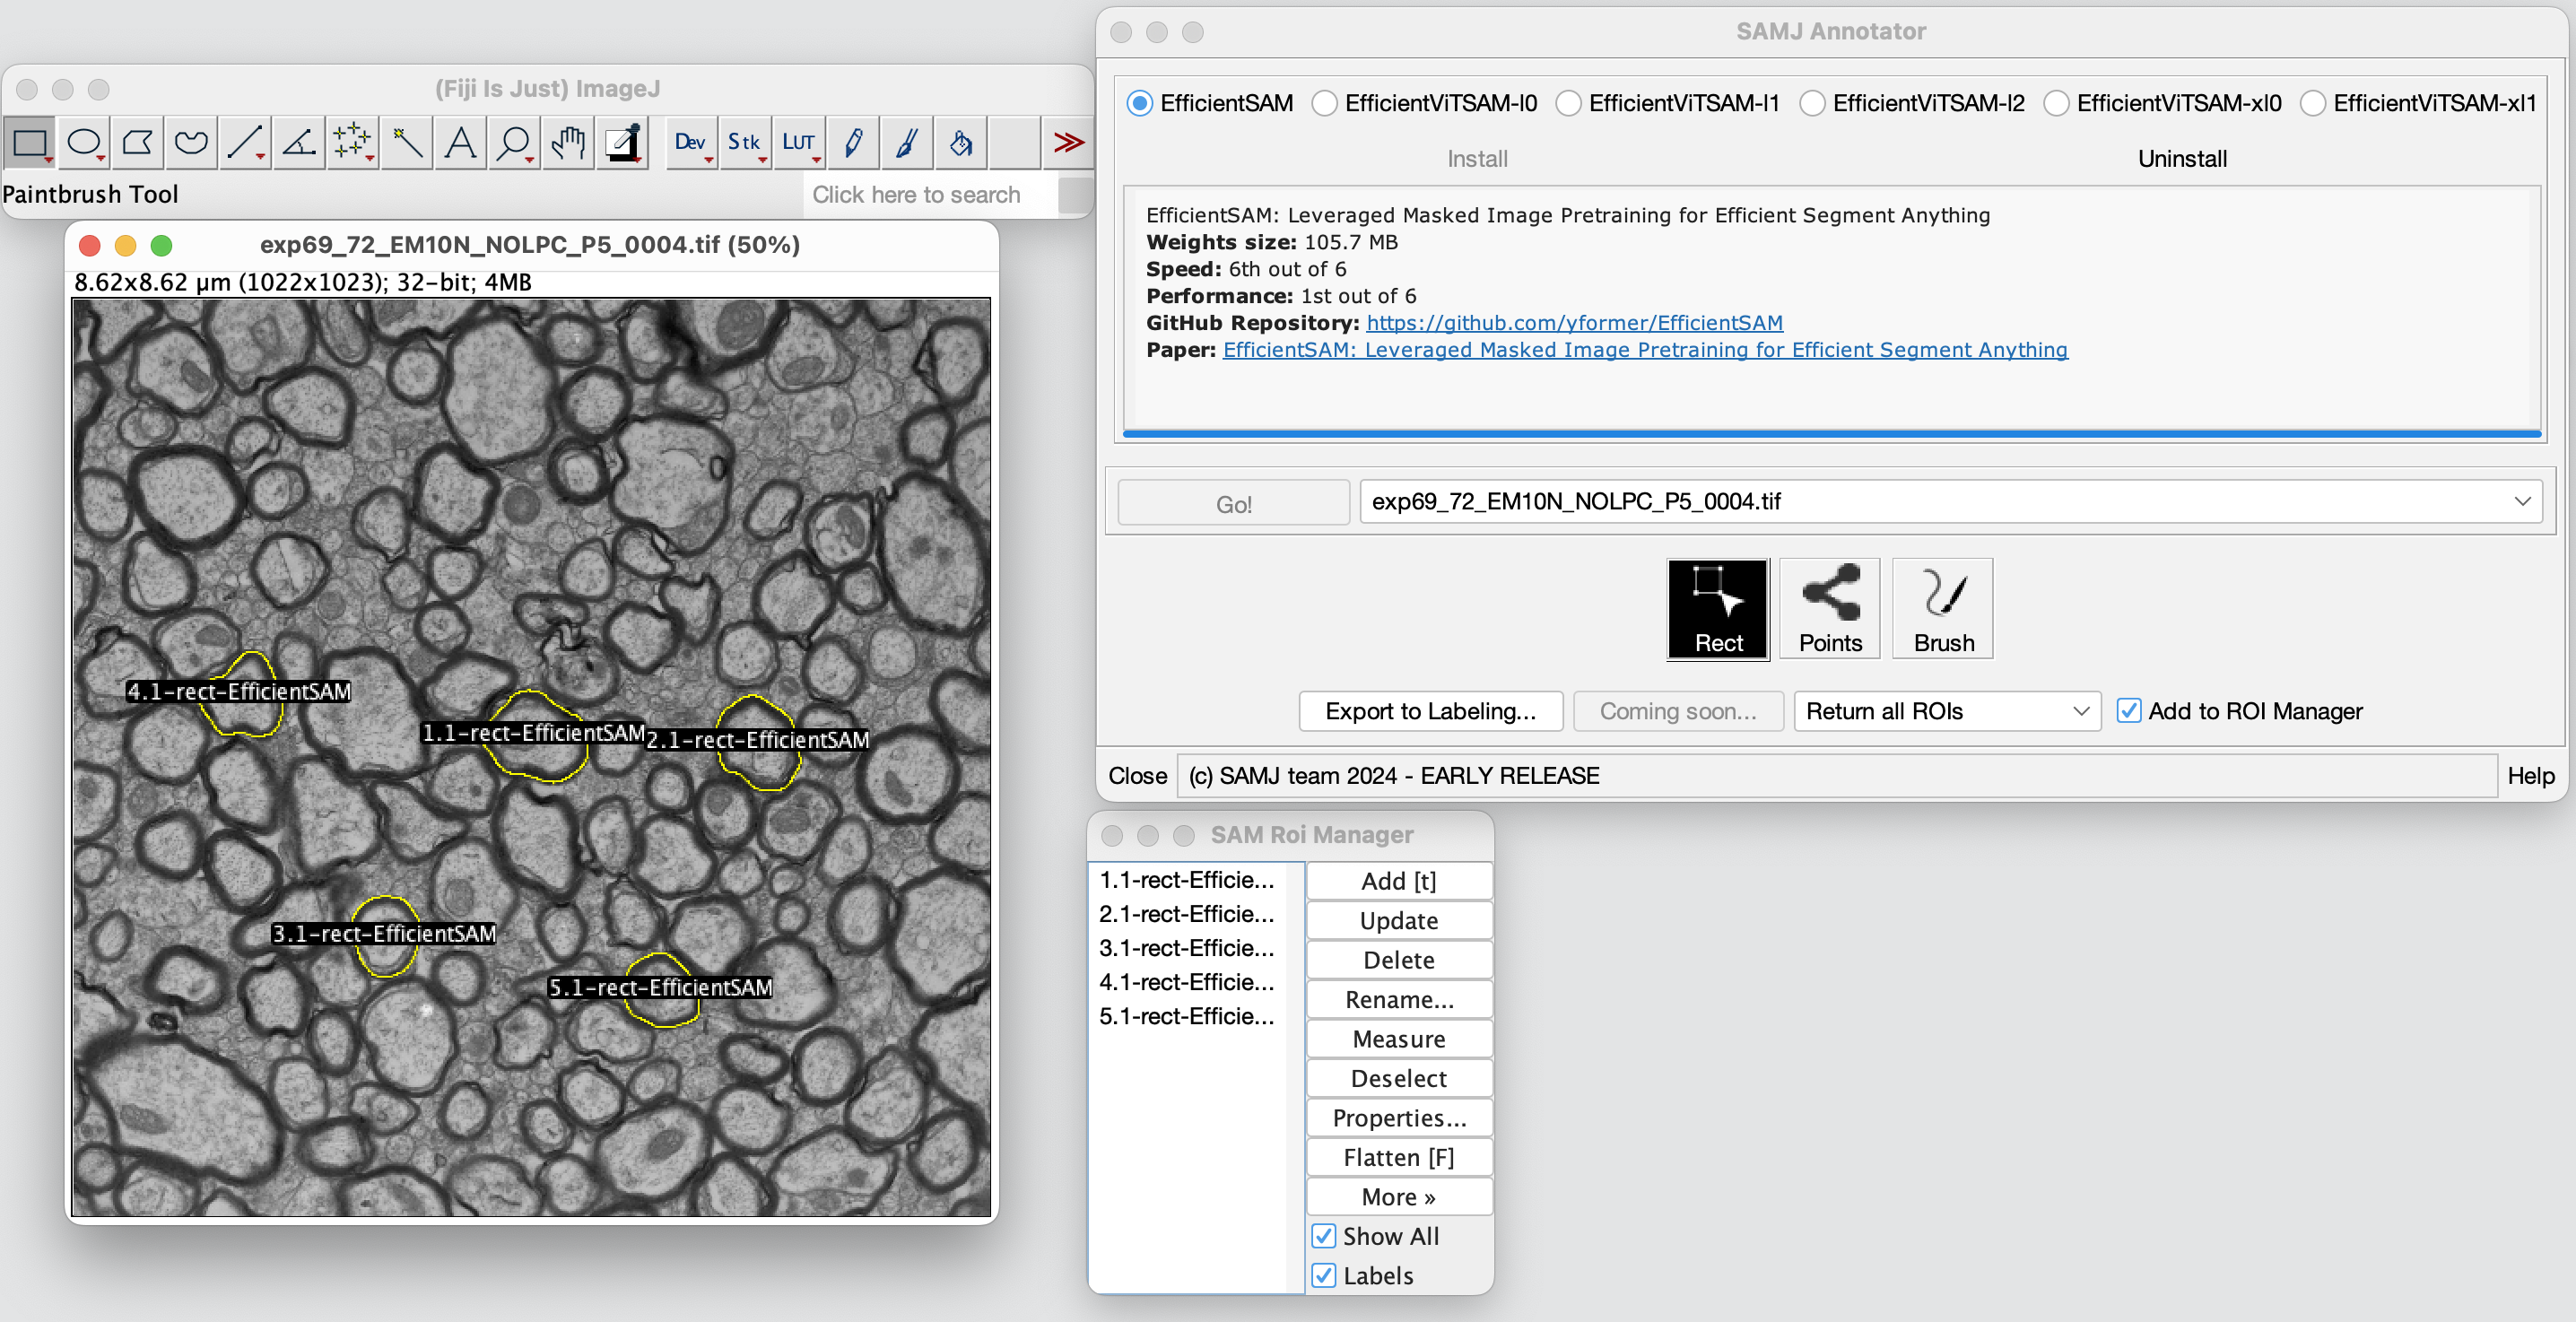 (Fiji Is Just) ImageJ
Dev Stk LUT
Paintbrush Tool
Click here to search
exp69_72_EM10N_NOLPC_P5_0004.tif (50%)
8.62x8.62 µm (1022x1023); 32-bit; 4MB
4.1-rect-EfficientSAM
1.1-rect-EfficientSAM
2.1-rect-EfficientSAM
3.1-rect-EfficientSAM
5.1-rect-EfficientSAM
SAMJ Annotator
EfficientSAM EfficientViTSAM-l0 EfficientViTSAM-l1 EfficientViTSAM-l2 EfficientViTSAM-xl0 EfficientViTSAM-xl1
Install Uninstall
EfficientSAM: Leveraged Masked Image Pretraining for Efficient Segment Anything
Weights size: 105.7 MB
Speed: 6th out of 6
Performance: 1st out of 6
GitHub Repository: https://github.com/yformer/EfficientSAM
Paper: EfficientSAM: Leveraged Masked Image Pretraining for Efficient Segment Anything
Go! exp69_72_EM10N_NOLPC_P5_0004.tif
Rect Points Brush
Export to Labeling... Coming soon... Return all ROIs Add to ROI Manager
Close (c) SAMJ team 2024 - EARLY RELEASE Help
SAM Roi Manager
1.1-rect-Efficie...
2.1-rect-Efficie...
3.1-rect-Efficie...
4.1-rect-Efficie...
5.1-rect-Efficie...
Add [t]
Update
Delete
Rename...
Measure
Deselect
Properties...
Flatten [F]
More »
Show All
Labels